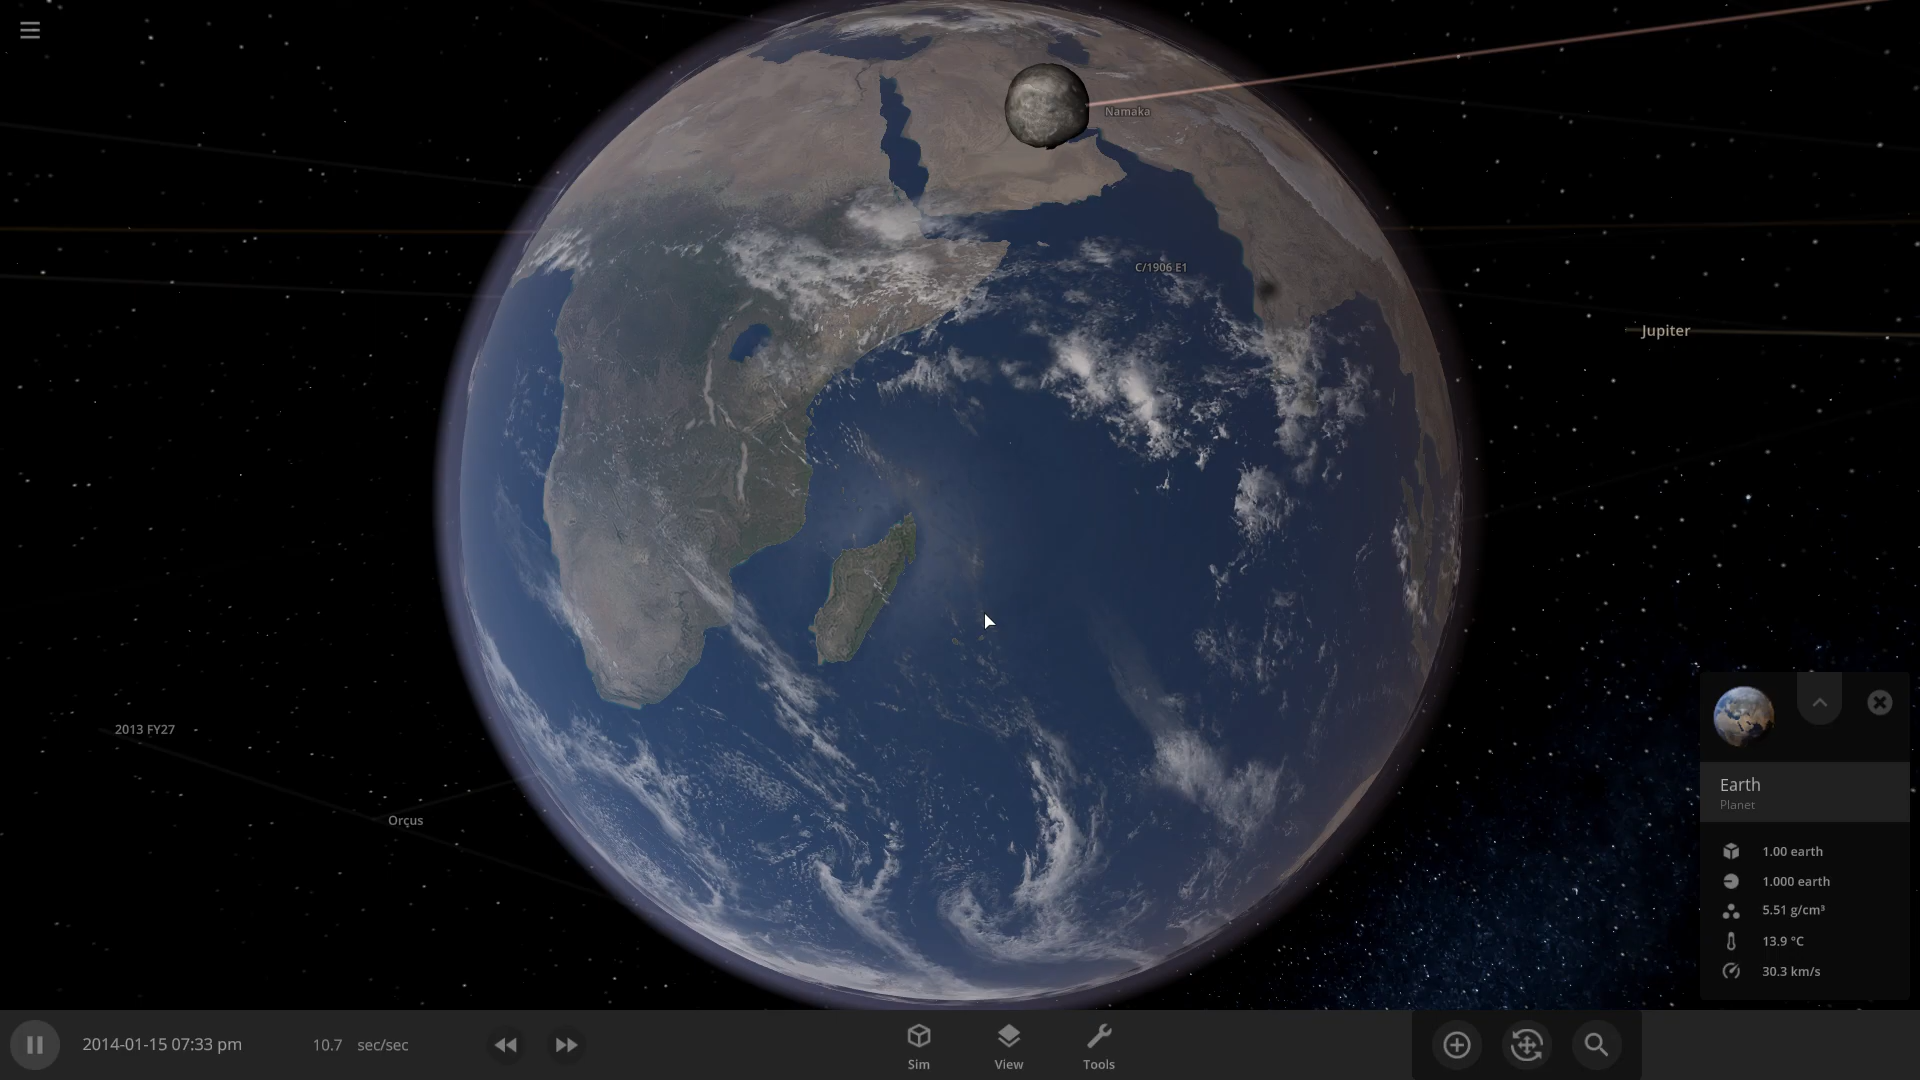 Namaka
C/1906 E1
Jupiter
2013 FY27
Orcus
Earth
Planet
1.00 earth
1.000 earth
5.51 g/cm³
13.9 °C
30.3 km/s
2014-01-15 07:33 pm
10.7 sec/sec
Sim
View
Tools